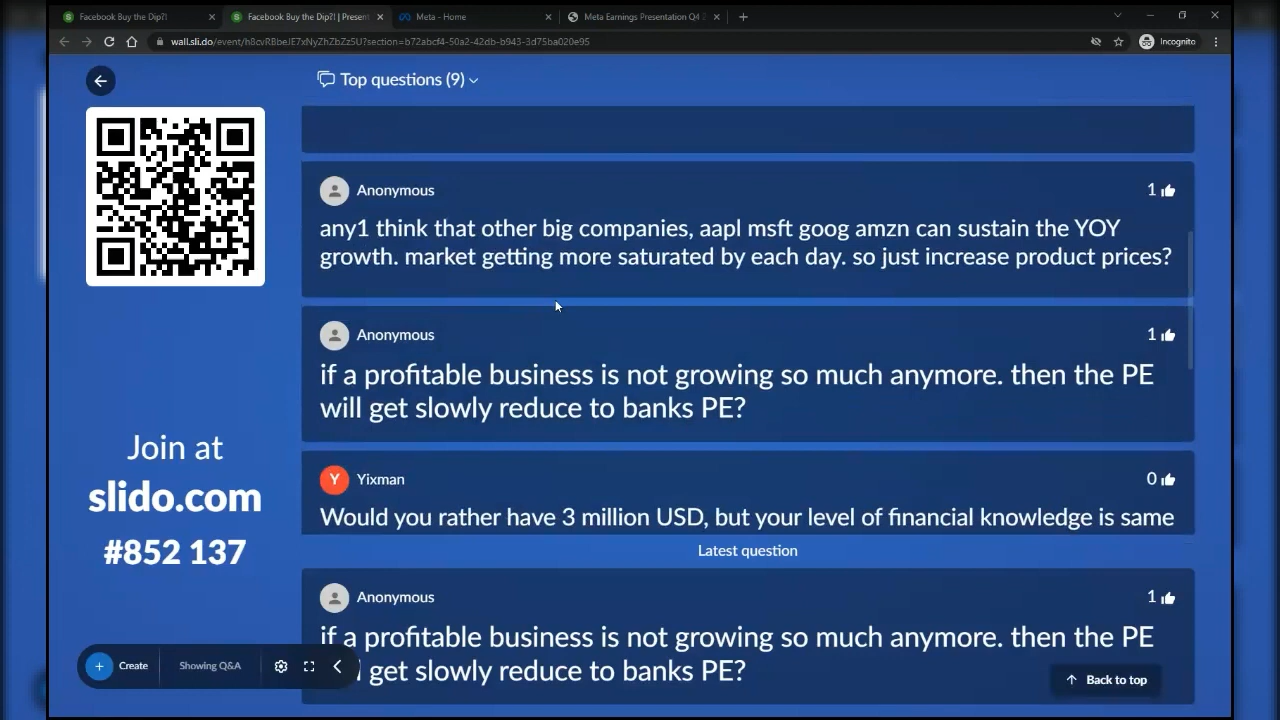 Facebook Buy the Dip?!
Facebook Buy the Dip?! | Present
Meta - Home
Meta Earnings Presentation Q4 2
wall.sli.do/event/h8cvRBbeJE7xNyZhZbZz5U?section=b72abcf4-50a2-42db-b943-3d75ba020e95
Incognito
Top questions (9)
Anonymous
1
any1 think that other big companies, aapl msft goog amzn can sustain the YOY
growth. market getting more saturated by each day. so just increase product prices?
Anonymous
1
if a profitable business is not growing so much anymore. then the PE
will get slowly reduce to banks PE?
Yixman
0
Would you rather have 3 million USD, but your level of financial knowledge is same
Latest question
Anonymous
1
if a profitable business is not growing so much anymore. then the PE
get slowly reduce to banks PE?
Join at
slido.com
#852 137
Create
Showing Q&A
Back to top